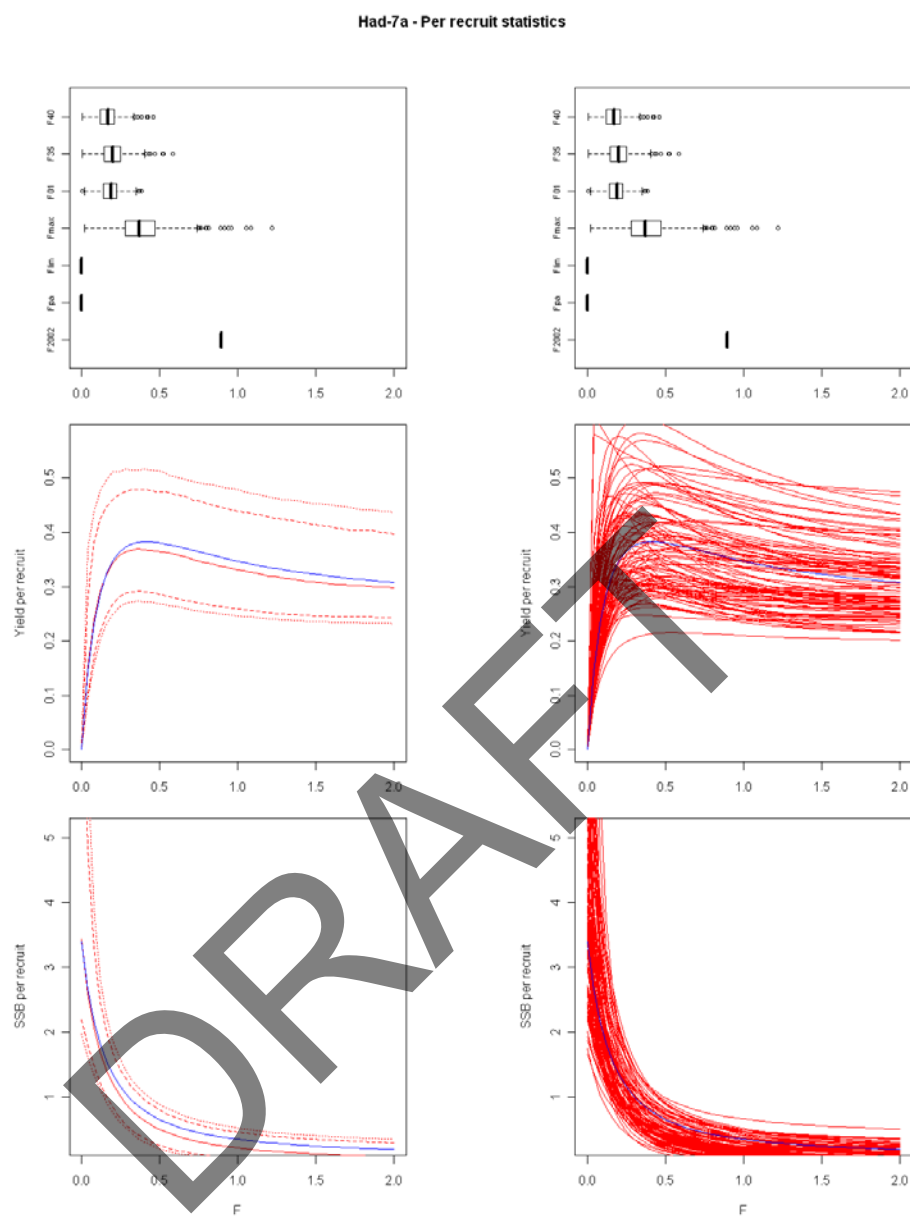 Had-7a - Per recruit statistics
F40
F35
F01
Fmax
Flim
Fpa
F2002
0.0 0.5 1.0 1.5 2.0
F40
F35
F01
Fmax
Flim
Fpa
F2002
0.0 0.5 1.0 1.5 2.0
Yield per recruit
0.5
0.4
0.3
0.2
0.1
0.0
0.0 0.5 1.0 1.5 2.0
Yield per recruit
0.5
0.4
0.3
0.2
0.1
0.0
0.0 0.5 1.0 1.5 2.0
SSB per recruit
5
4
3
2
1
0.0 0.5 1.0 1.5 2.0
F
SSB per recruit
5
4
3
2
1
0.0 0.5 1.0 1.5 2.0
F
DRAFT